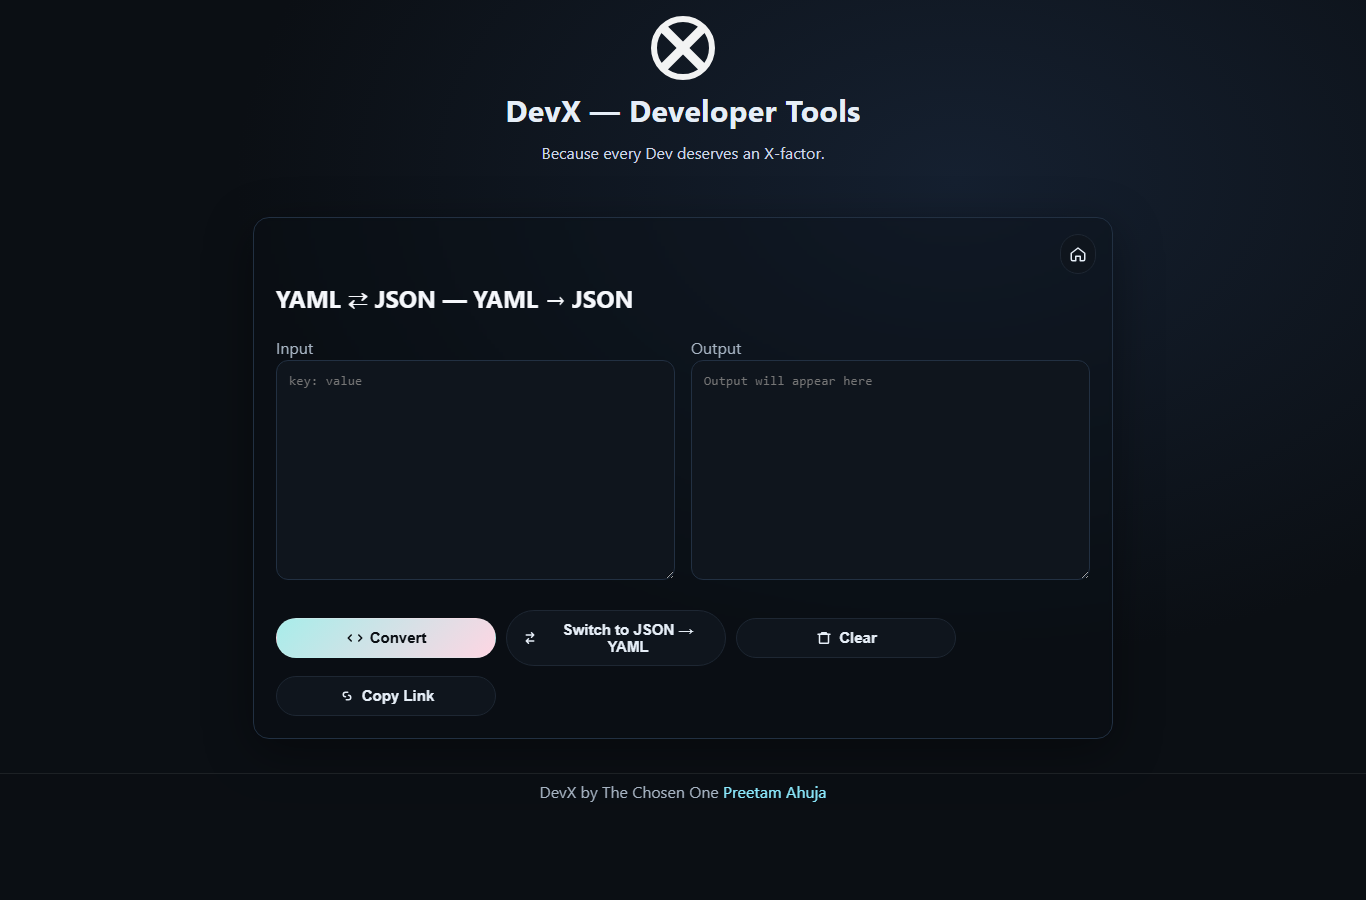 DevX — Developer Tools
Because every Dev deserves an X-factor.
YAML ⇄ JSON — YAML → JSON
Input
Output
key: value
Output will appear here
Convert
Switch to JSON →
YAML
Clear
Copy Link
DevX by The Chosen One Preetam Ahuja